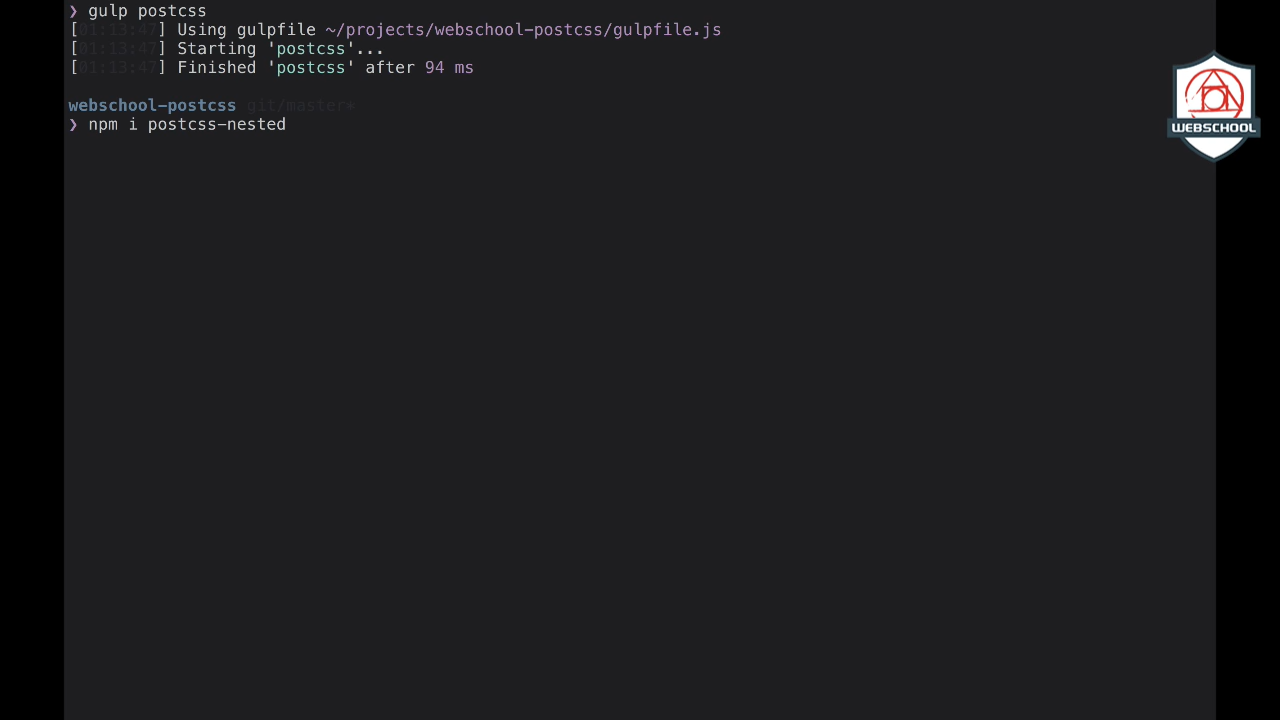 ❯ gulp postcss
[01:13:47] Using gulpfile ~/projects/webschool-postcss/gulpfile.js
[01:13:47] Starting 'postcss'...
[01:13:47] Finished 'postcss' after 94 ms
webschool-postcss git/master*
❯ npm i postcss-nested
WEBSCHOOL